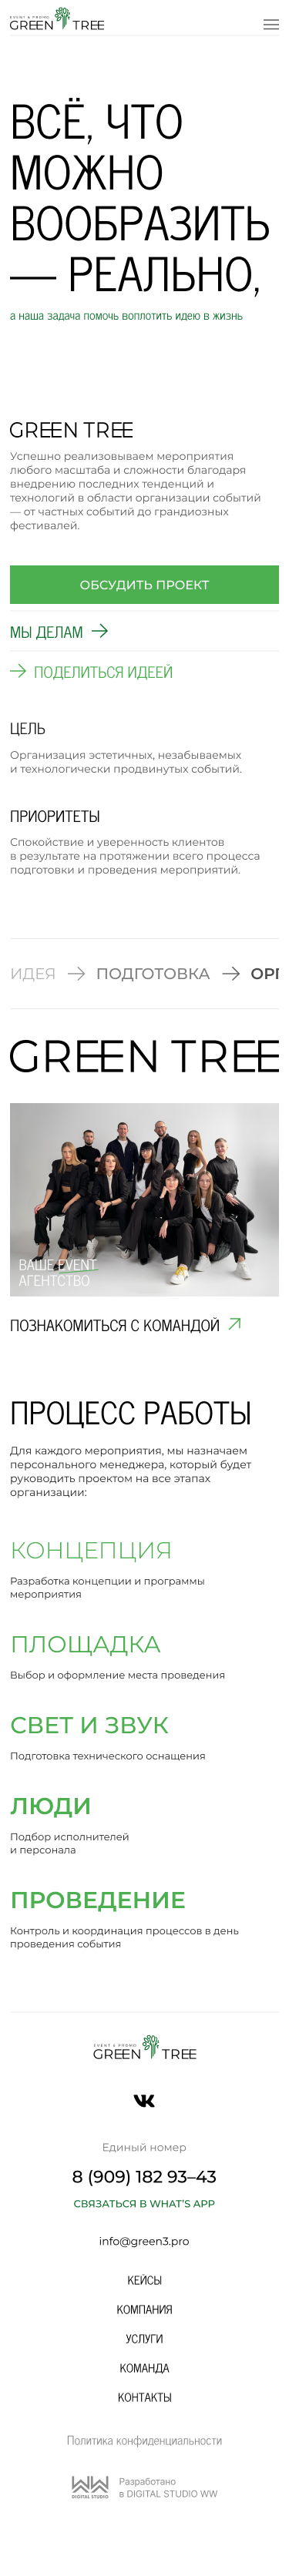 EVENT & PROMO
GREEN TREE
ВСЁ, ЧТО
МОЖНО
ВООБРАЗИТЬ
— РЕАЛЬНО,
а наша задача помочь воплотить идею в жизнь
GREEN TREE
Успешно реализовываем мероприятия
любого масштаба и сложности благодаря
внедрению последних тенденций и
технологий в области организации событий
— от частных событий до грандиозных
фестивалей.
ОБСУДИТЬ ПРОЕКТ
МЫ ДЕЛАМ
ПОДЕЛИТЬСЯ ИДЕЕЙ
ЦЕЛЬ
Организация эстетичных, незабываемых
и технологически продвинутых событий.
ПРИОРИТЕТЫ
Спокойствие и уверенность клиентов
в результате на протяжении всего процесса
подготовки и проведения мероприятий.
ИДЕЯ → ПОДГОТОВКА → ОРГ
GREEN TREE
ВАШЕ EVENT
АГЕНТСТВО
ПОЗНАКОМИТЬСЯ С КОМАНДОЙ
ПРОЦЕСС РАБОТЫ
Для каждого мероприятия, мы назначаем
персонального менеджера, который будет
руководить проектом на все этапах
организации:
КОНЦЕПЦИЯ
Разработка концепции и программы
мероприятия
ПЛОЩАДКА
Выбор и оформление места проведения
СВЕТ И ЗВУК
Подготовка технического оснащения
ЛЮДИ
Подбор исполнителей
и персонала
ПРОВЕДЕНИЕ
Контроль и координация процессов в день
проведения события
EVENT & PROMO
GREEN TREE
Единый номер
8 (909) 182 93–43
СВЯЗАТЬСЯ В WHAT'S APP
info@green3.pro
КЕЙСЫ
КОМПАНИЯ
УСЛУГИ
КОМАНДА
КОНТАКТЫ
Политика конфиденциальности
DIGITAL STUDIO
Разработано
в DIGITAL STUDIO WW